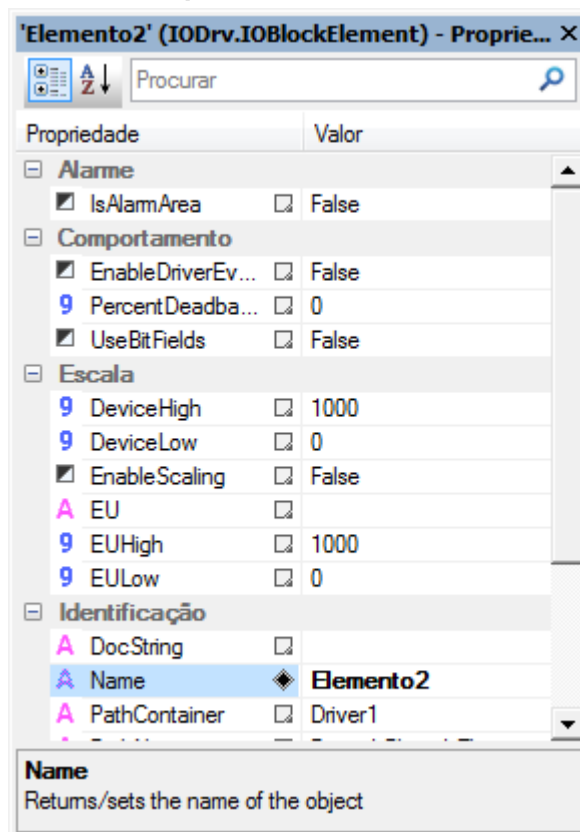 'Elemento2' (IODrv.IOBlockElement) - Proprie...
Procurar
Propriedade Valor
Alarme
IsAlarmArea False
Comportamento
EnableDriverEv... False
PercentDeadba... 0
UseBitFields False
Escala
DeviceHigh 1000
DeviceLow 0
EnableScaling False
EU
EUHigh 1000
EULow 0
Identificação
DocString
Name Elemento2
PathContainer Driver1
Name
Returns/sets the name of the object